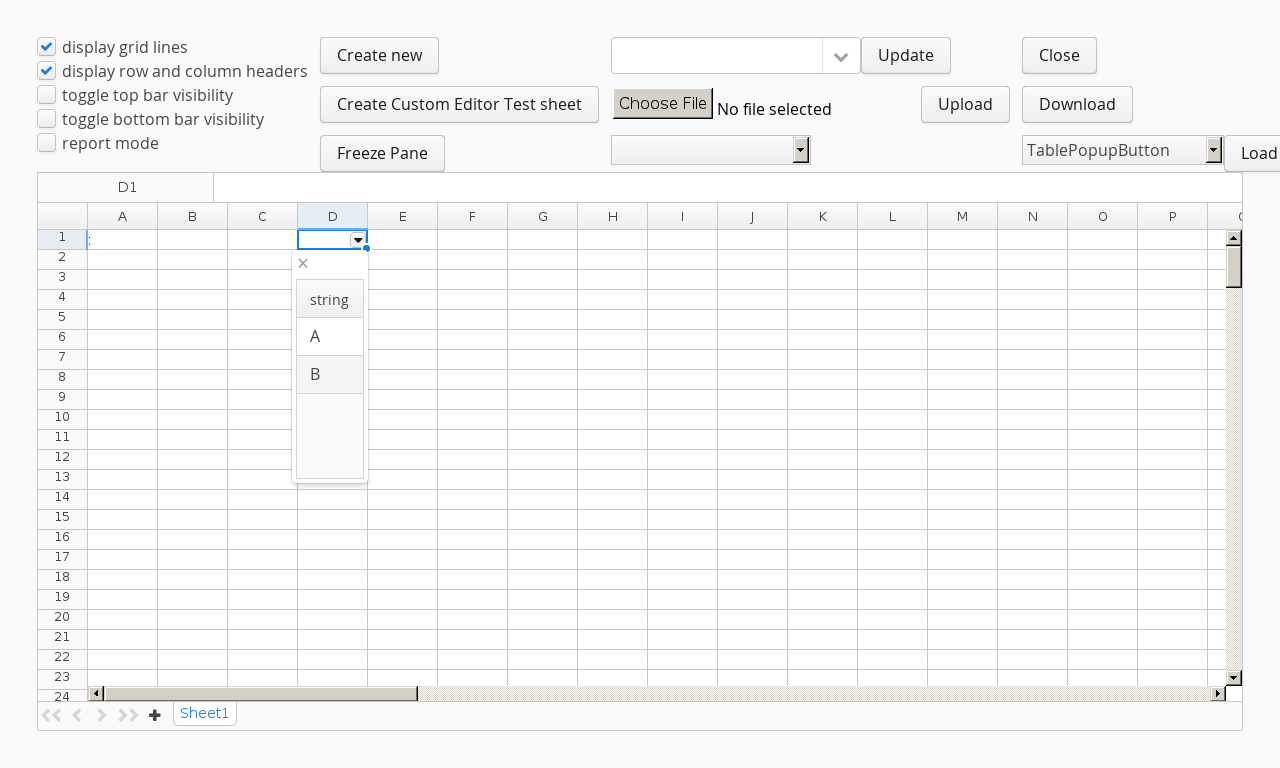 display grid lines
display row and column headers
toggle top bar visibility
toggle bottom bar visibility
report mode
Create new
Update
Close
Create Custom Editor Test sheet
Choose File No file selected
Upload
Download
Freeze Pane
TablePopupButton
Load
D1
A B C D E F G H I J K L M N O P
1 :
2
3
4
5
6
7
8
9
10
11
12
13
14
15
16
17
18
19
20
21
22
23
24
×
string
A
B
Sheet1